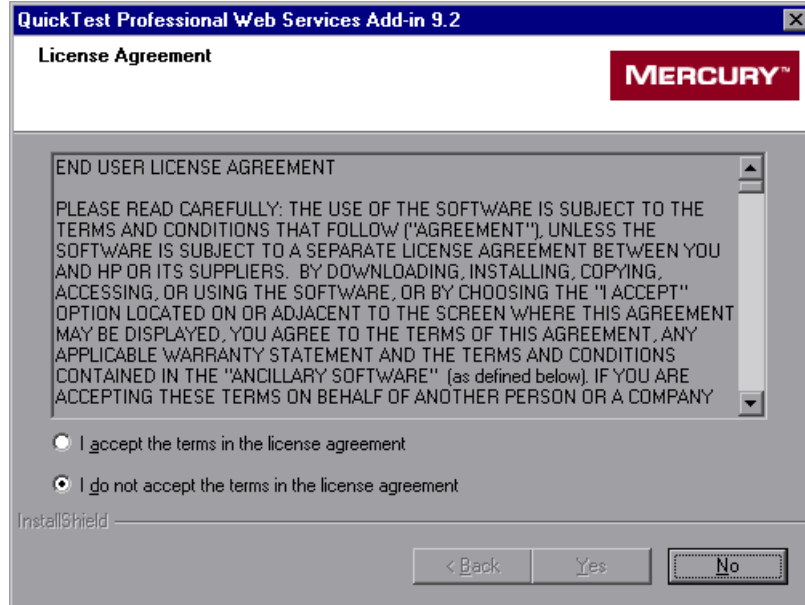 QuickTest Professional Web Services Add-in 9.2
License Agreement
MERCURY™
END USER LICENSE AGREEMENT
PLEASE READ CAREFULLY: THE USE OF THE SOFTWARE IS SUBJECT TO THE
TERMS AND CONDITIONS THAT FOLLOW ("AGREEMENT"), UNLESS THE
SOFTWARE IS SUBJECT TO A SEPARATE LICENSE AGREEMENT BETWEEN YOU
AND HP OR ITS SUPPLIERS.  BY DOWNLOADING, INSTALLING, COPYING,
ACCESSING, OR USING THE SOFTWARE, OR BY CHOOSING THE "I ACCEPT"
OPTION LOCATED ON OR ADJACENT TO THE SCREEN WHERE THIS AGREEMENT
MAY BE DISPLAYED, YOU AGREE TO THE TERMS OF THIS AGREEMENT, ANY
APPLICABLE WARRANTY STATEMENT AND THE TERMS AND CONDITIONS
CONTAINED IN THE "ANCILLARY SOFTWARE"  (as defined below). IF YOU ARE
ACCEPTING THESE TERMS ON BEHALF OF ANOTHER PERSON OR A COMPANY
I accept the terms in the license agreement
I do not accept the terms in the license agreement
InstallShield
< Back
Yes
No